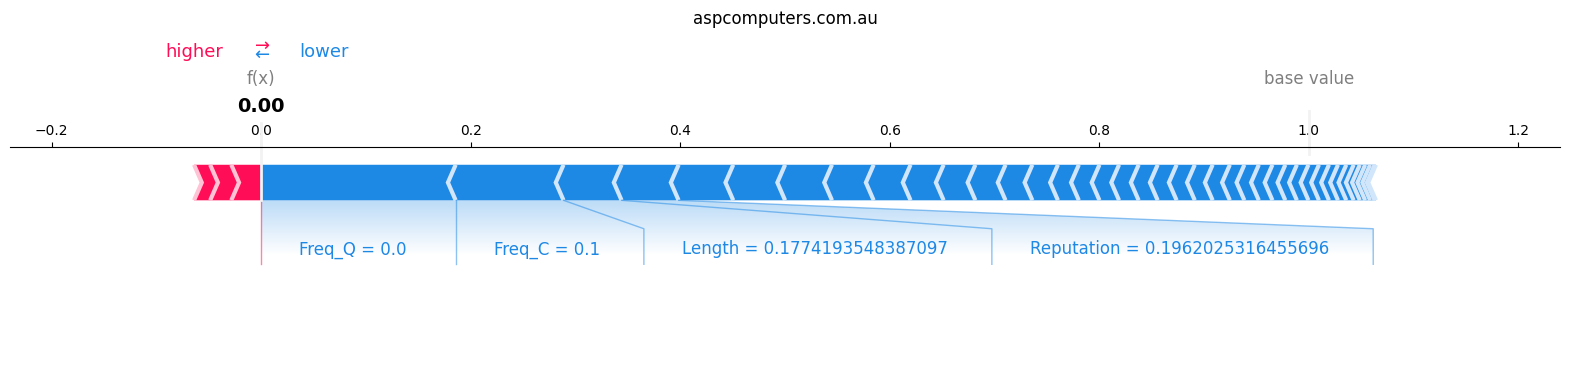 aspcomputers.com.au
higher ⇄ lower
f(x) base value
0.00
−0.2 0.0 0.2 0.4 0.6 0.8 1.0 1.2
Freq_Q = 0.0 Freq_C = 0.1 Length = 0.1774193548387097 Reputation = 0.1962025316455696